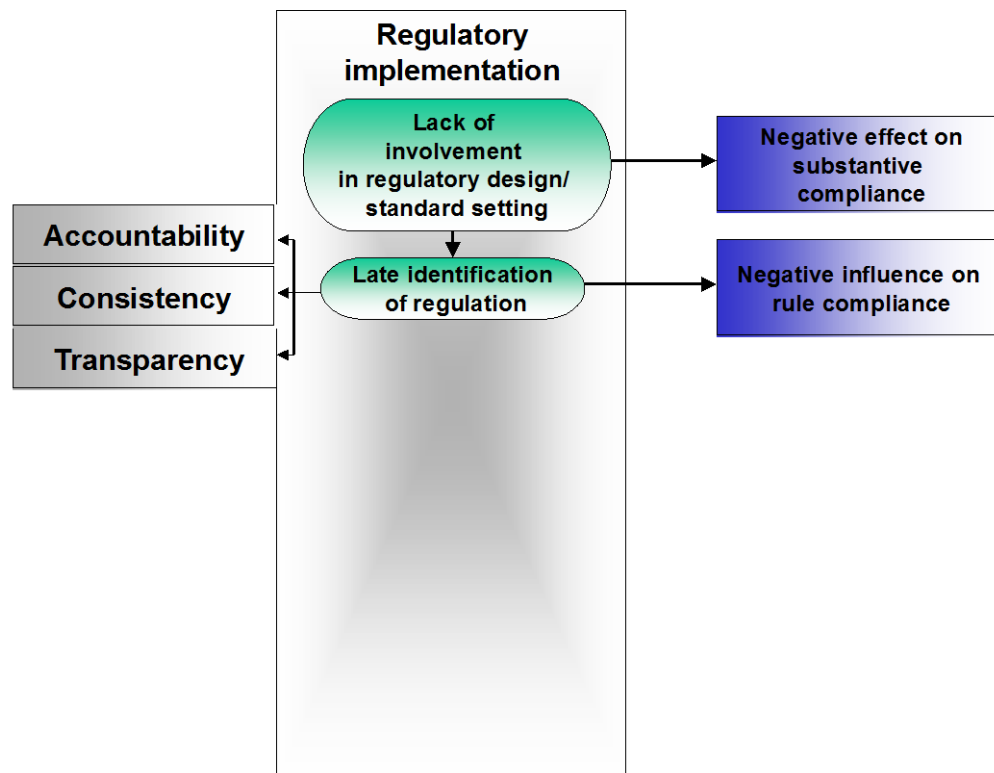 Regulatory
implementation
Lack of
involvement
in regulatory design/
standard setting
Negative effect on
substantive
compliance
Accountability
Consistency
Transparency
Late identification
of regulation
Negative influence on
rule compliance